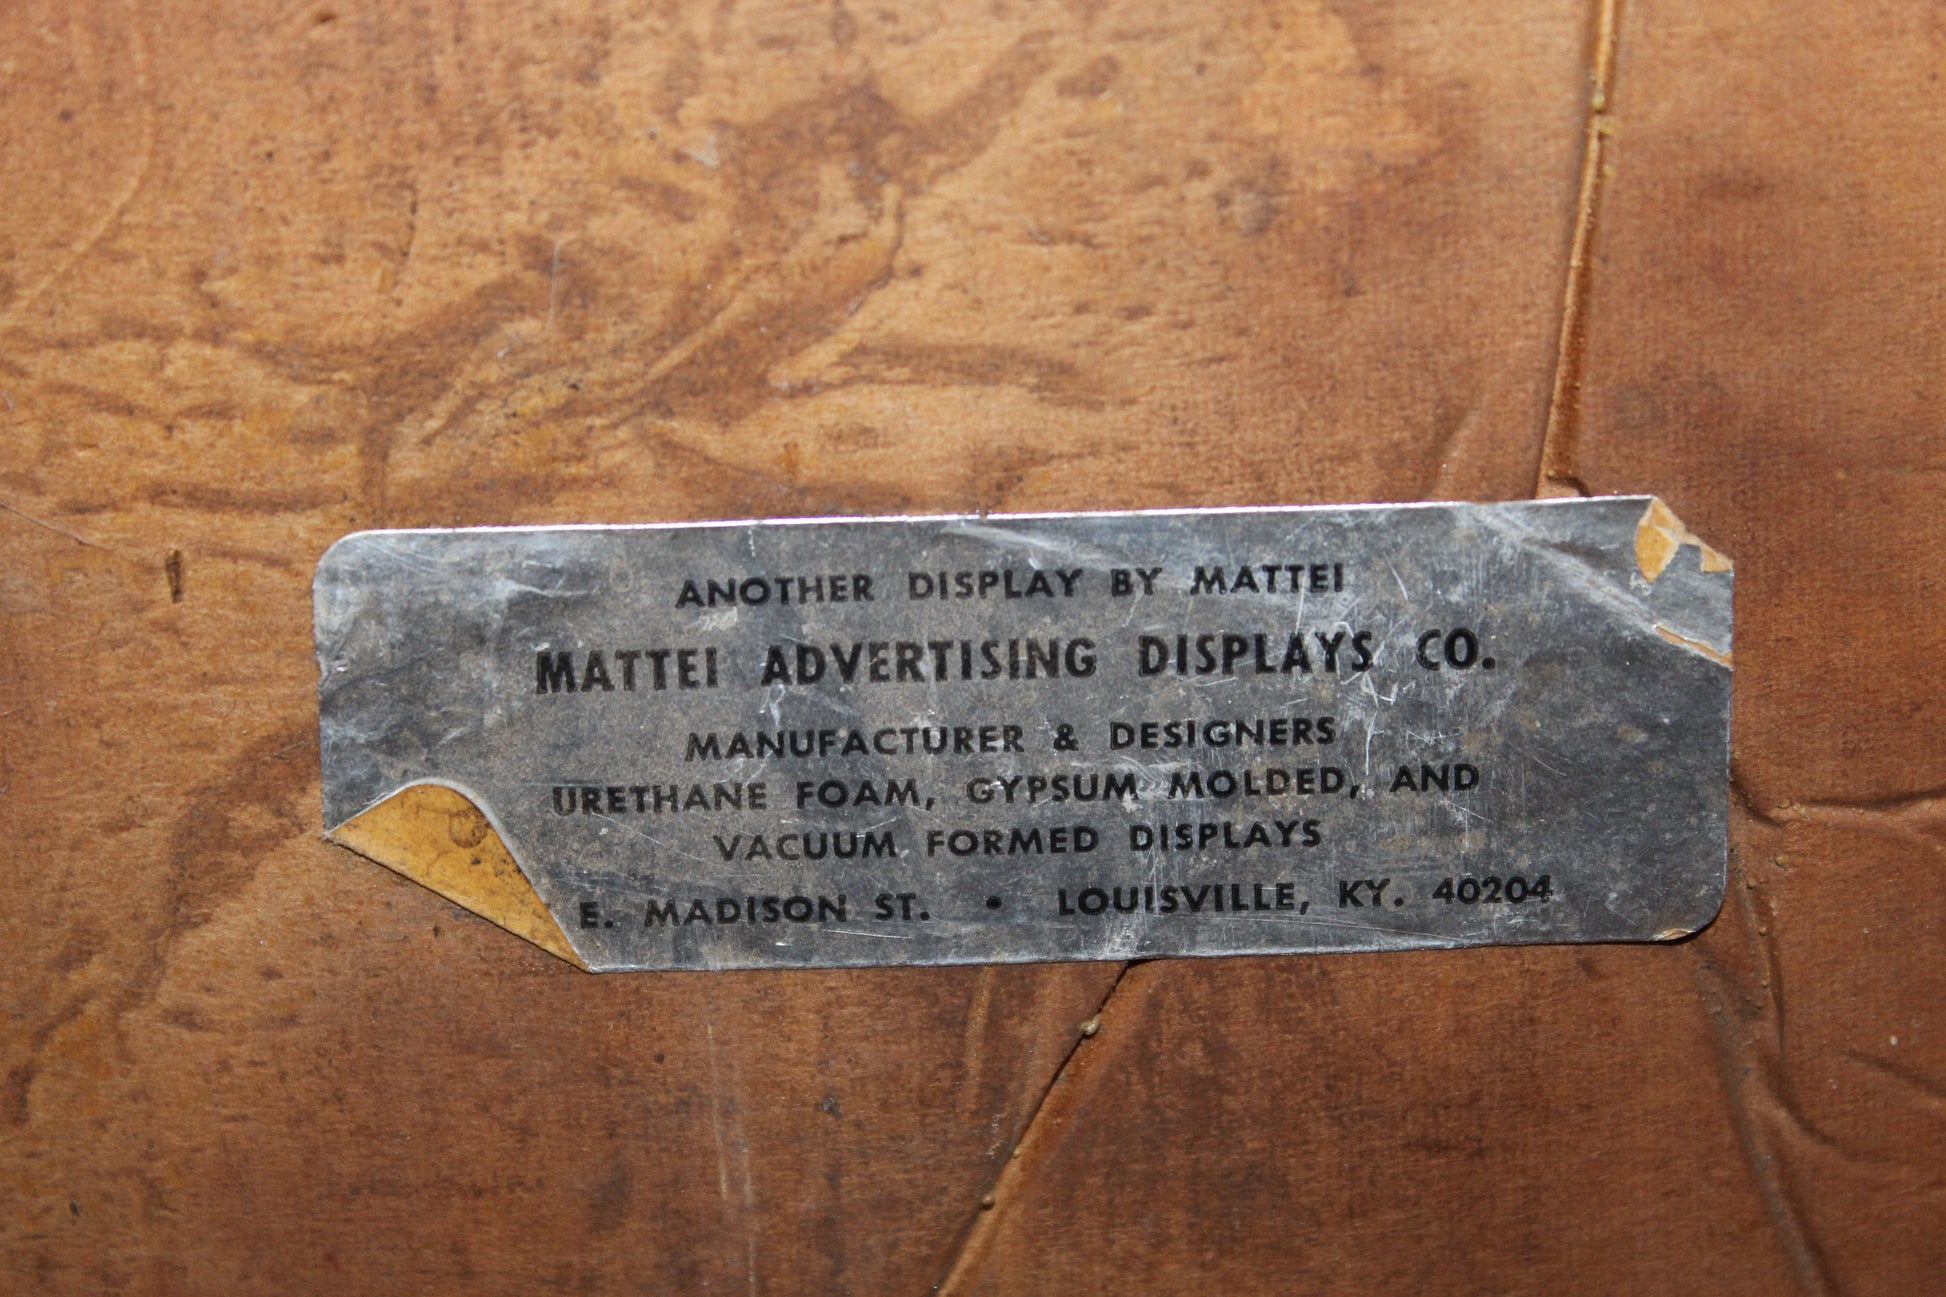 ANOTHER DISPLAY BY MATTEI
MATTEI ADVERTISING DISPLAYS CO.
MANUFACTURER & DESIGNERS
URETHANE FOAM, GYPSUM MOLDED, AND
VACUUM FORMED DISPLAYS
E. MADISON ST. • LOUISVILLE, KY. 40204